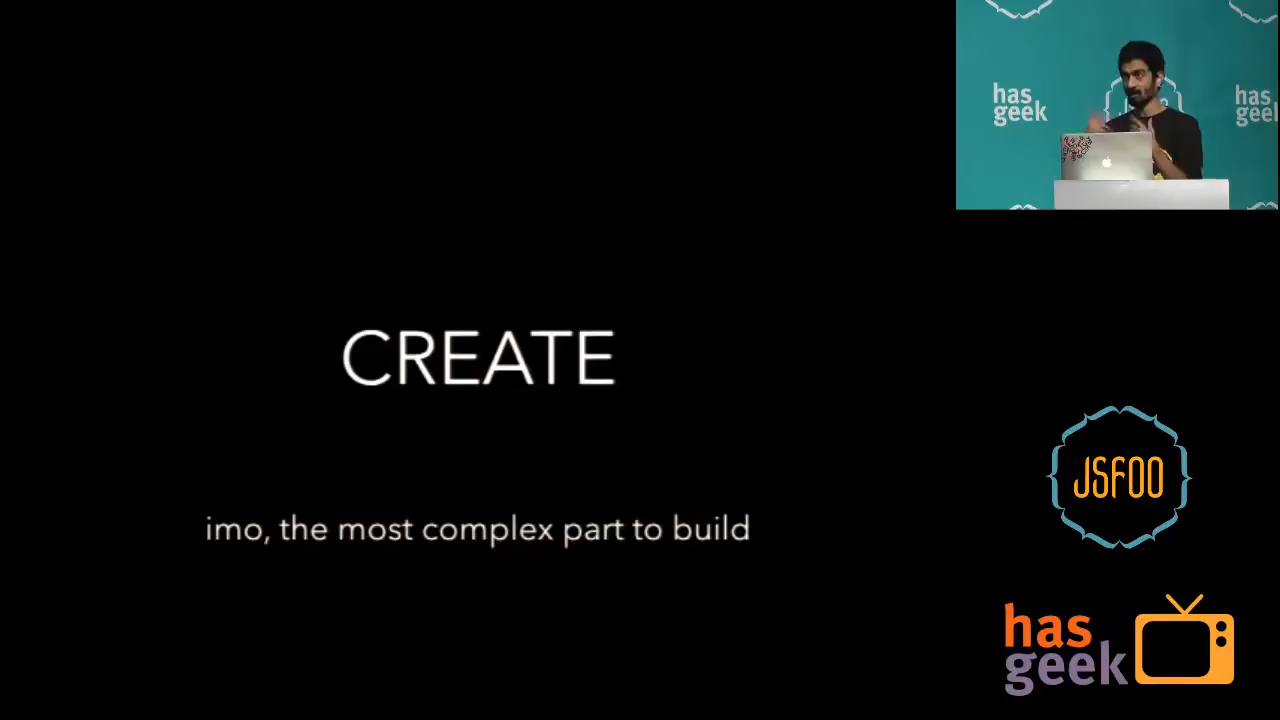 has
geek
has
geek
CREATE
imo, the most complex part to build
JSFOO
has
geek